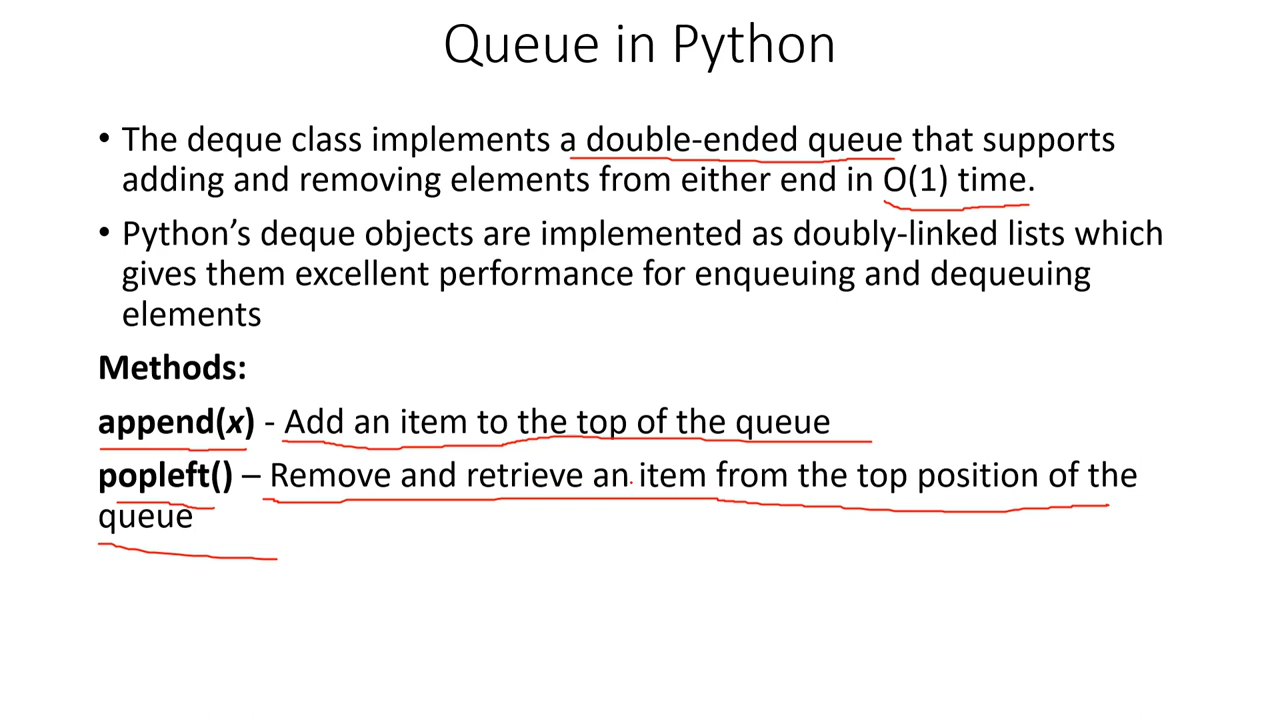 Queue in Python
• The deque class implements a double-ended queue that supports
adding and removing elements from either end in O(1) time.
• Python’s deque objects are implemented as doubly-linked lists which
gives them excellent performance for enqueuing and dequeuing
elements
Methods:
append(x) - Add an item to the top of the queue
popleft() – Remove and retrieve an item from the top position of the
queue